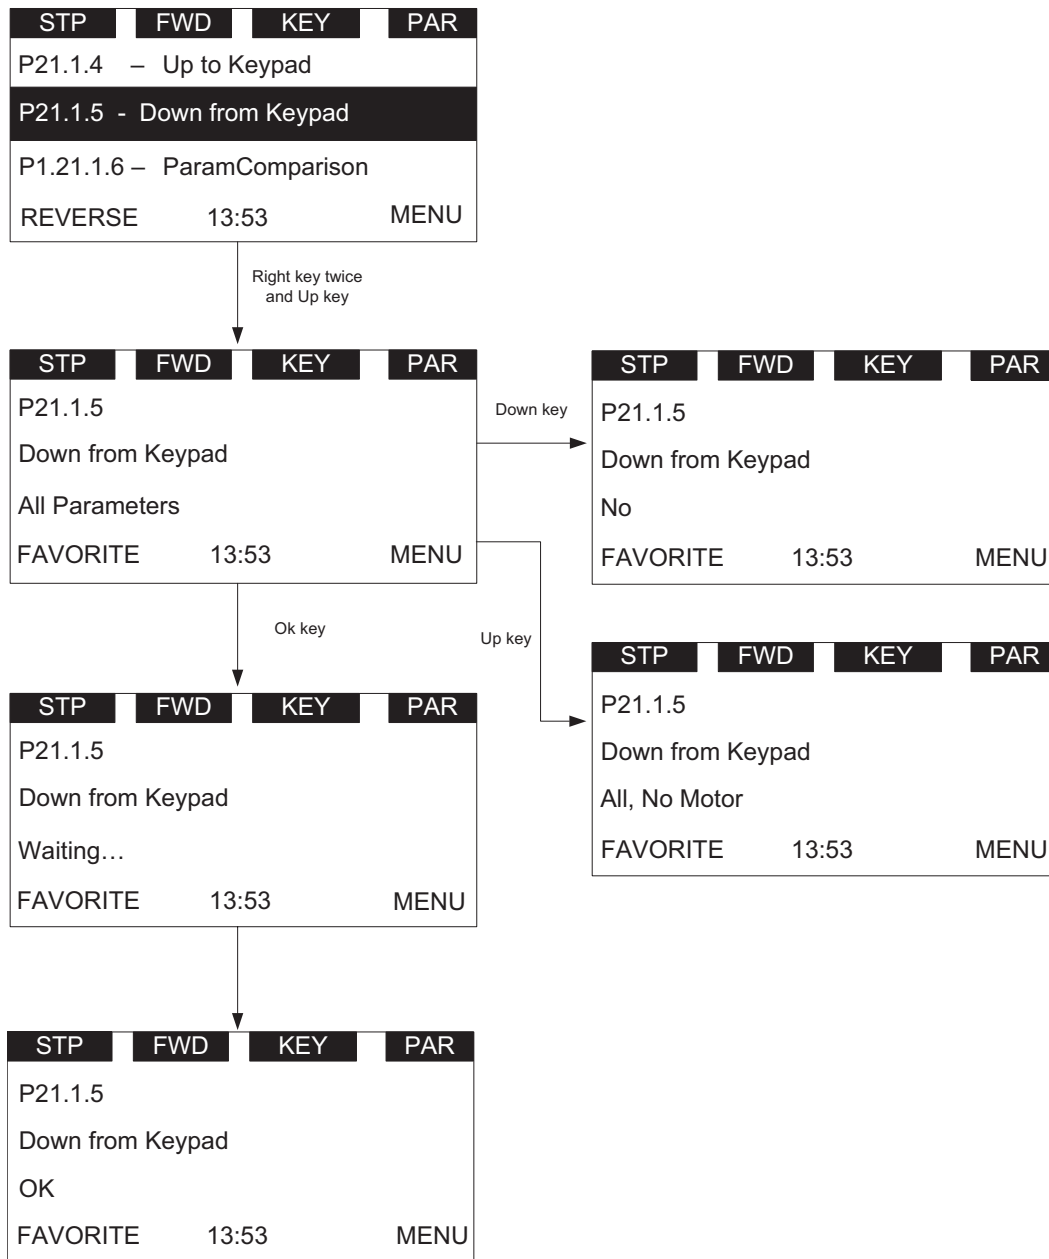 STP FWD KEY PAR
P21.1.4 – Up to Keypad
P21.1.5 - Down from Keypad
P1.21.1.6 – ParamComparison
REVERSE 13:53 MENU
Right key twice
and Up key
STP FWD KEY PAR
P21.1.5
Down from Keypad
All Parameters
FAVORITE 13:53 MENU
Down key
STP FWD KEY PAR
P21.1.5
Down from Keypad
No
FAVORITE 13:53 MENU
Ok key
Up key
STP FWD KEY PAR
P21.1.5
Down from Keypad
All, No Motor
FAVORITE 13:53 MENU
STP FWD KEY PAR
P21.1.5
Down from Keypad
Waiting…
FAVORITE 13:53 MENU
STP FWD KEY PAR
P21.1.5
Down from Keypad
OK
FAVORITE 13:53 MENU